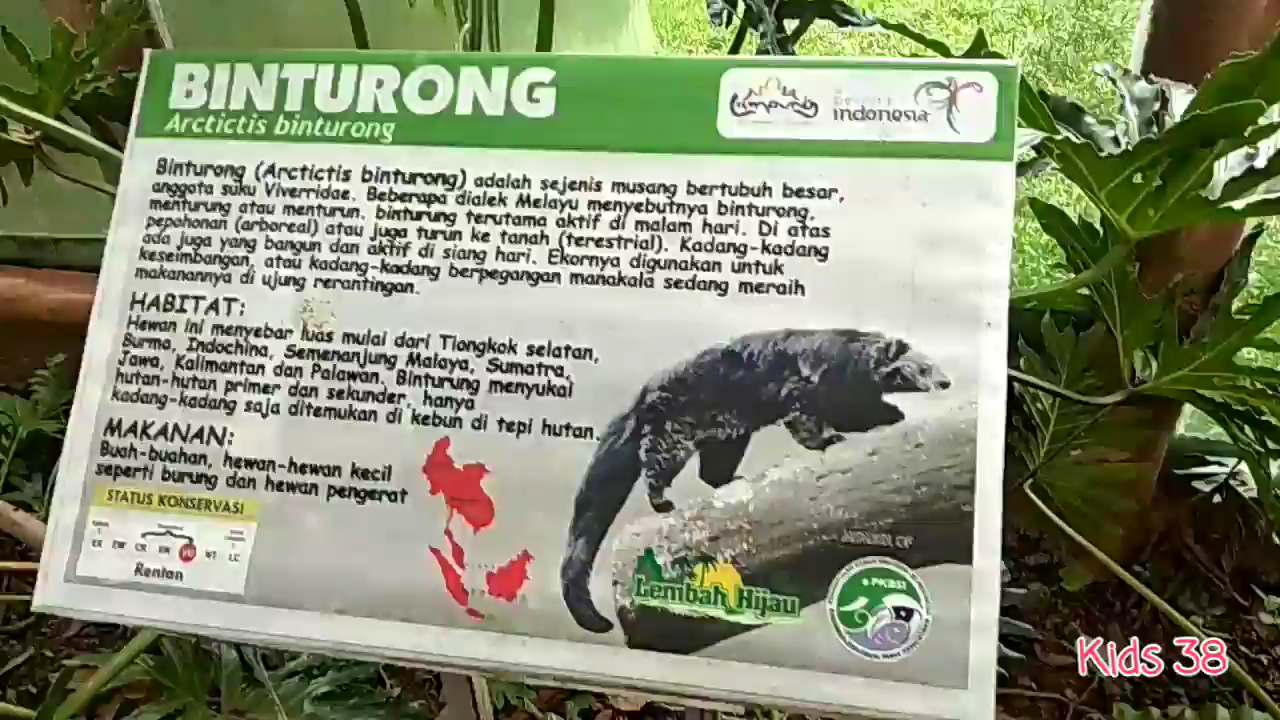 BINTURONG
Arctictis binturong
Lampung
indonesia
Binturong (Arctictis binturong) adalah sejenis musang bertubuh besar,
anggota suku Viverridae. Beberapa dialek Melayu menyebutnya binturong,
menturung atau menturun. binturung terutama aktif di malam hari. Di atas
pepohonan (arboreal) atau juga turun ke tanah (terestrial). Kadang-kadang
ada juga yang bangun dan aktif di siang hari. Ekornya digunakan untuk
keseimbangan, atau kadang-kadang berpegangan manakala sedang meraih
makanannya di ujung rerantingan.
HABITAT:
Hewan ini menyebar luas mulai dari Tiongkok selatan,
Burma, Indochina, Semenanjung Malaya, Sumatra,
Jawa, Kalimantan dan Palawan. Binturung menyukai
hutan-hutan primer dan sekunder, hanya
kadang-kadang saja ditemukan di kebun di tepi hutan.
MAKANAN:
Buah-buahan, hewan-hewan kecil
seperti burung dan hewan pengerat
STATUS KONSERVASI
EX EW CR EN VU NT LC
Rentan
Lembah Hijau
MEMBER OF
PKBSI
Kids 38